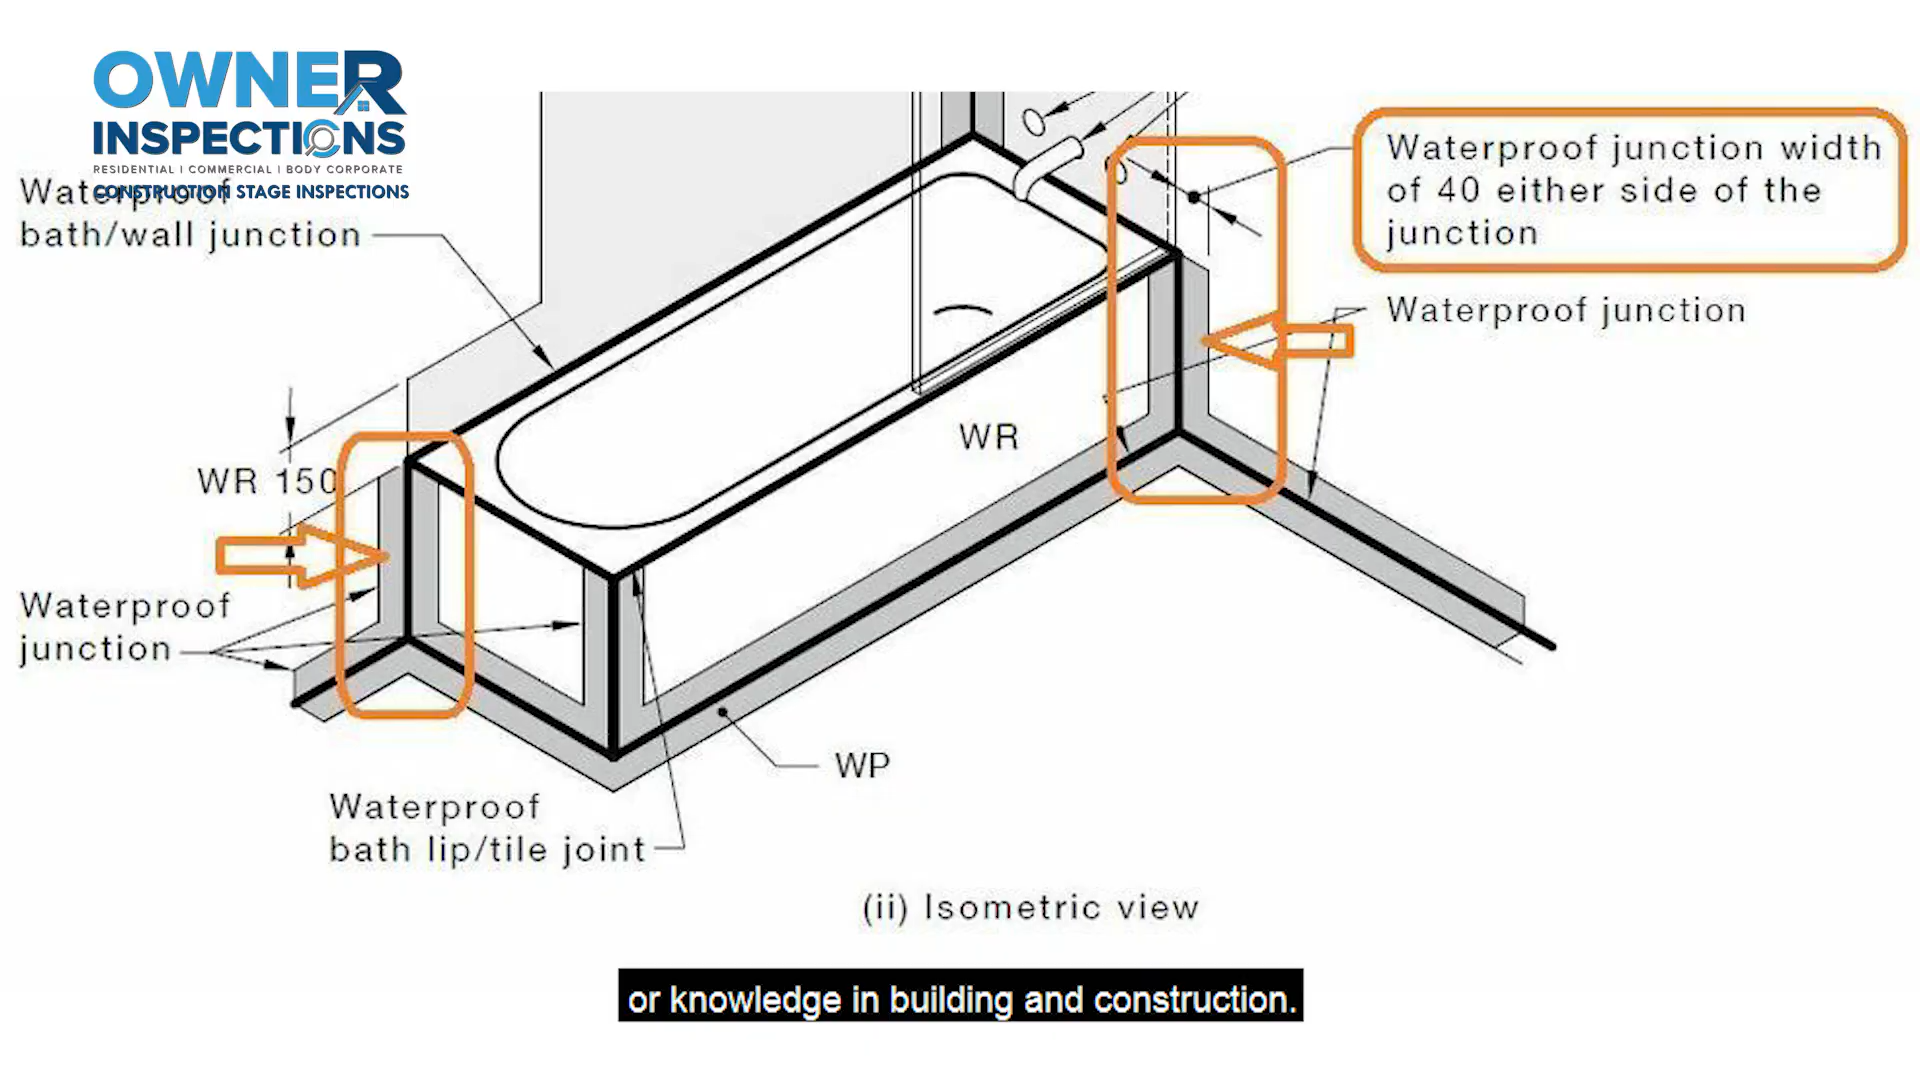 OWNER
INSPECTIONS
RESIDENTIAL | COMMERCIAL | BODY CORPORATE
CONSTRUCTION STAGE INSPECTIONS
Waterproof
bath/wall junction
Waterproof junction width
of 40 either side of the
junction
Waterproof junction
WR
WR 150
Waterproof
junction
WP
Waterproof
bath lip/tile joint
(ii) Isometric view
or knowledge in building and construction.